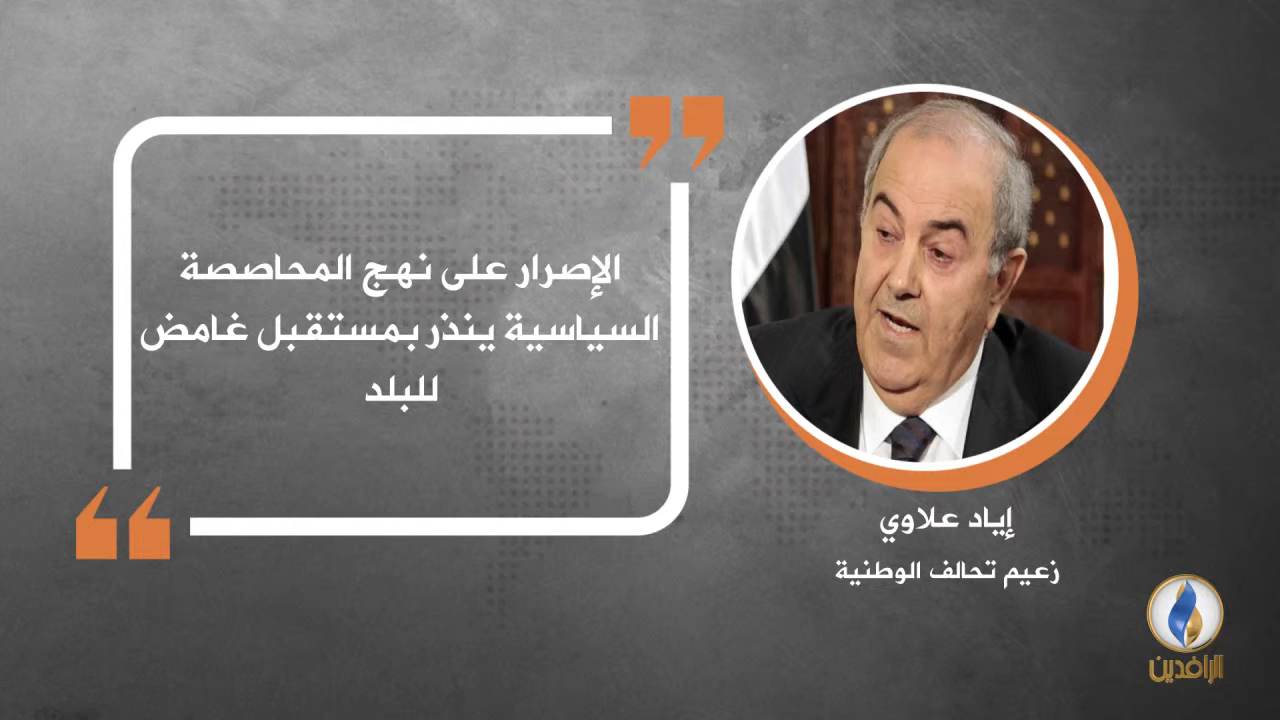 الإصرار على نهج المحاصصة
السياسية ينذر بمستقبل غامض
للبلد
إياد علاوي
زعيم تحالف الوطنية
الرافدين